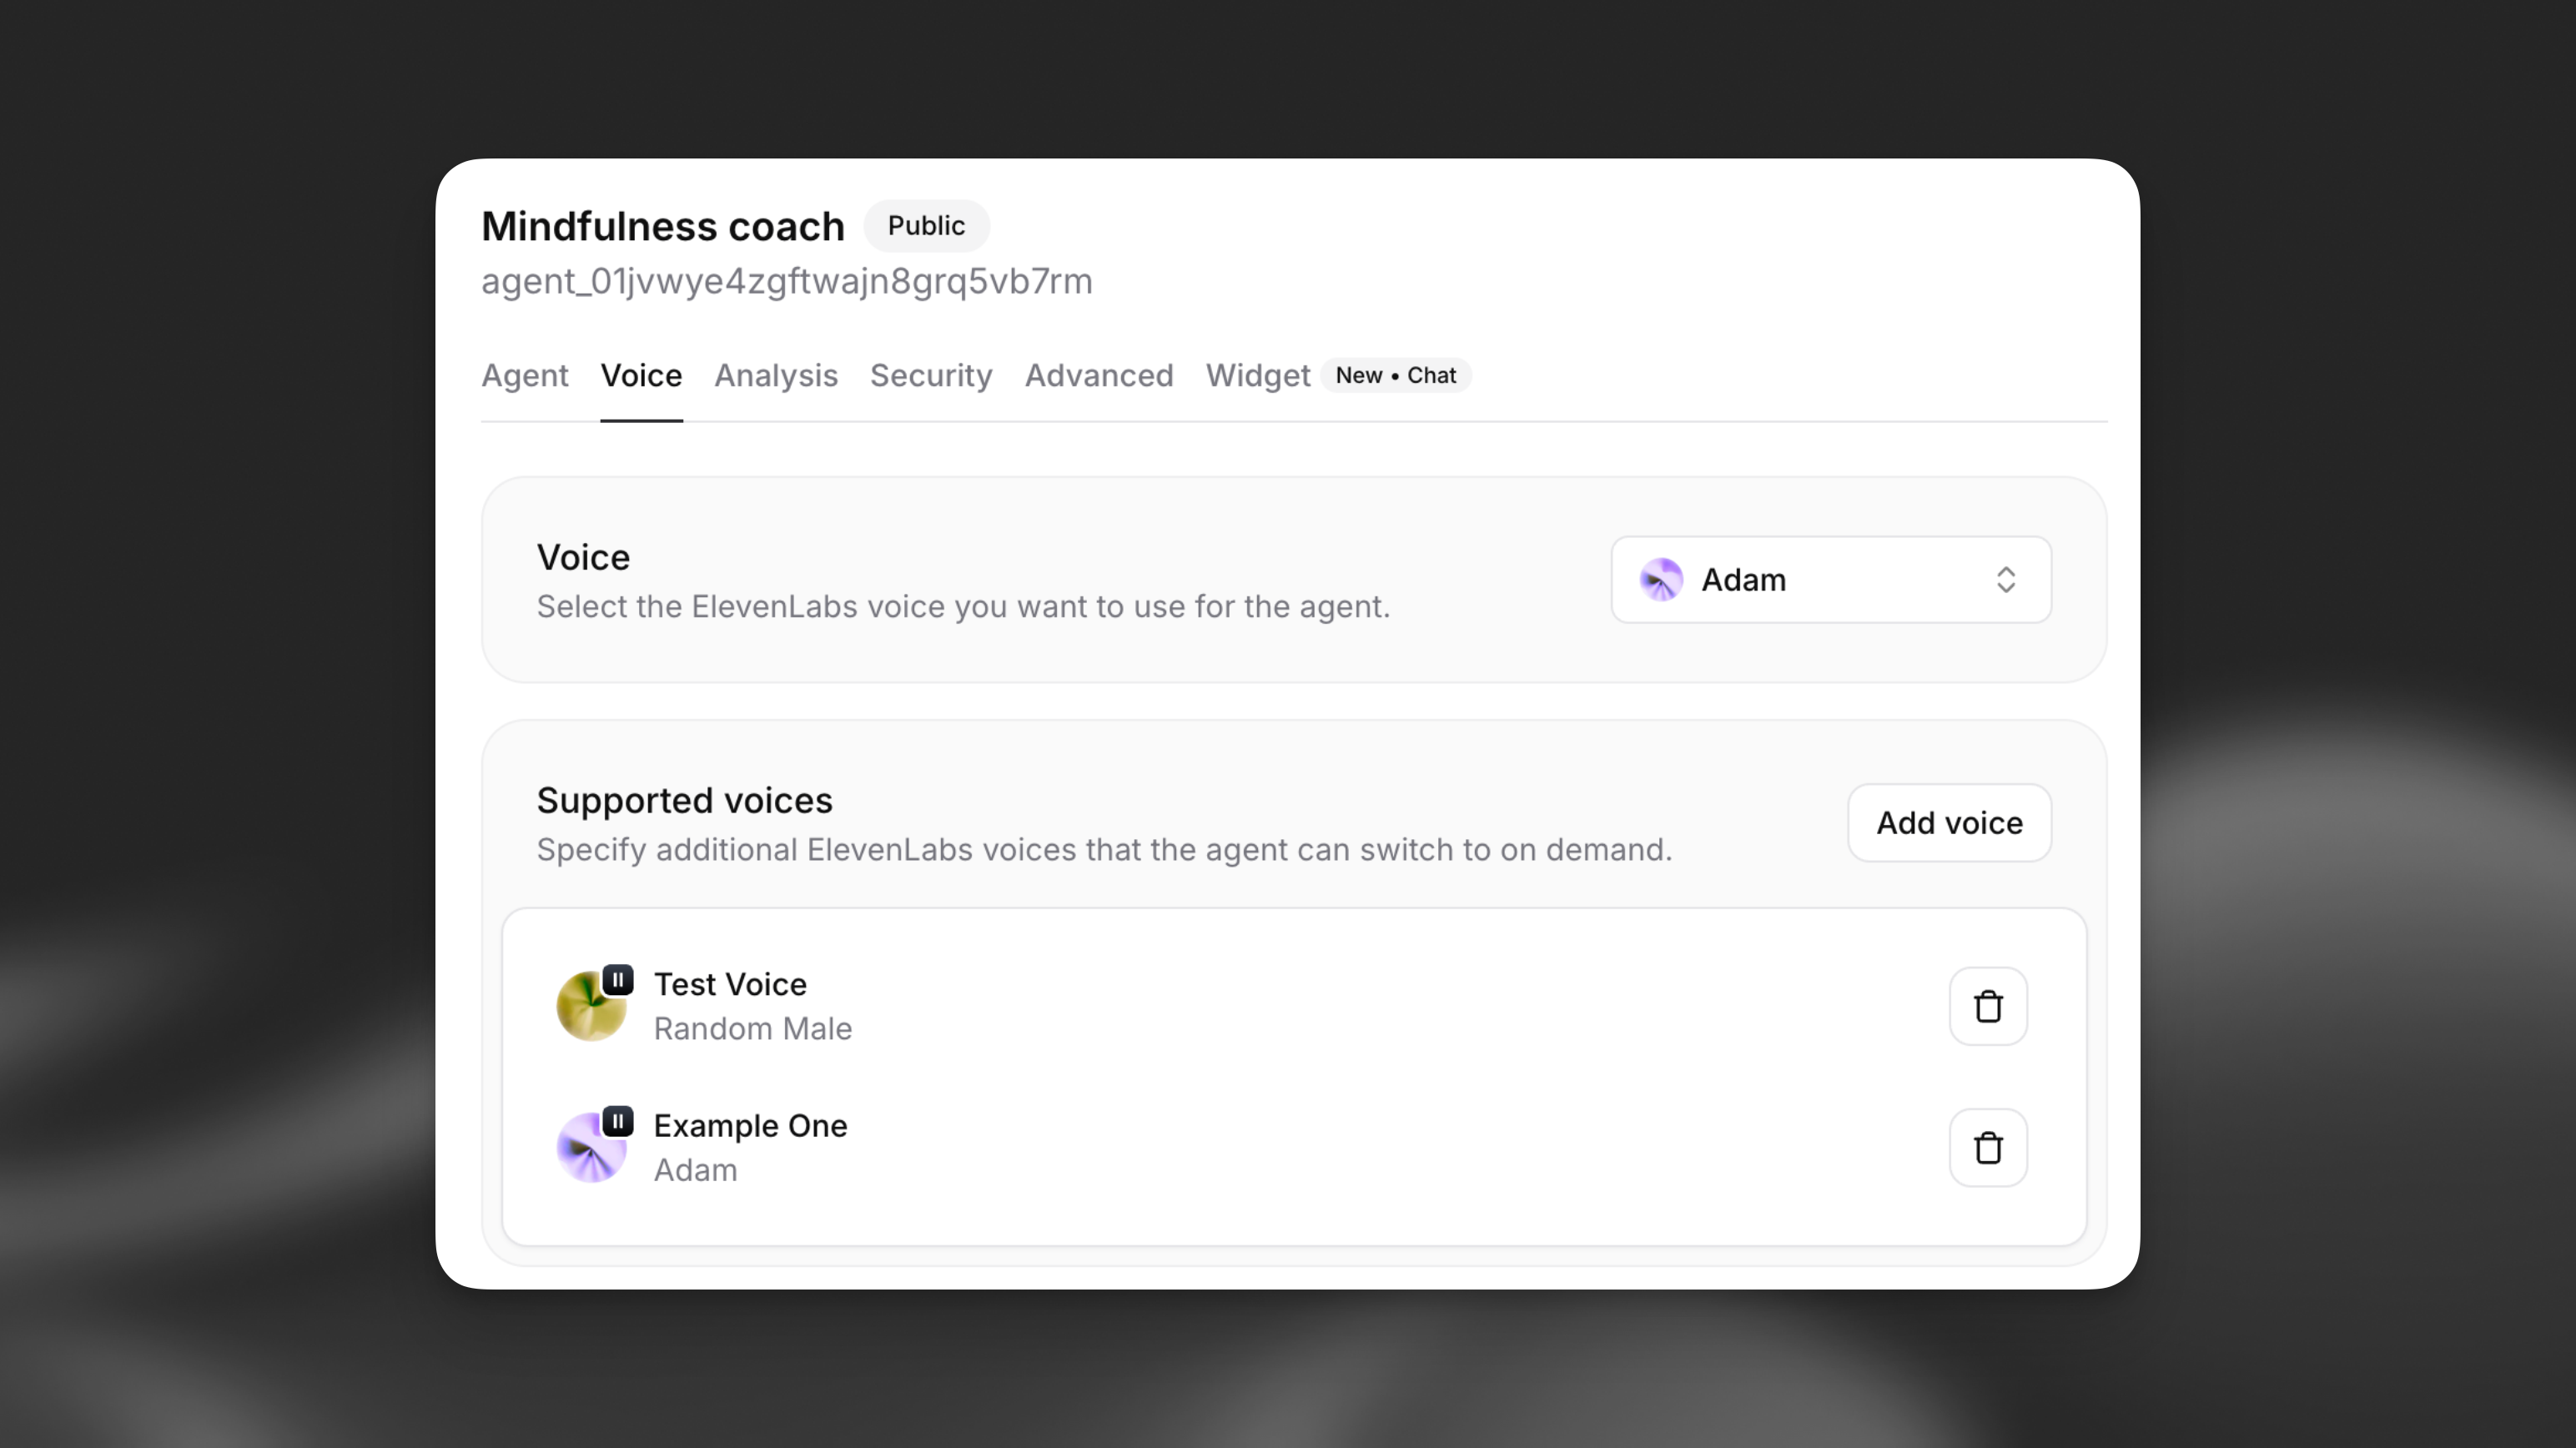 Mindfulness coach Public
agent_01jvwye4zgftwajn8grq5vb7rm
Agent Voice Analysis Security Advanced Widget New • Chat
Voice
Select the ElevenLabs voice you want to use for the agent.
Adam
Supported voices
Specify additional ElevenLabs voices that the agent can switch to on demand.
Add voice
Test Voice
Random Male
Example One
Adam